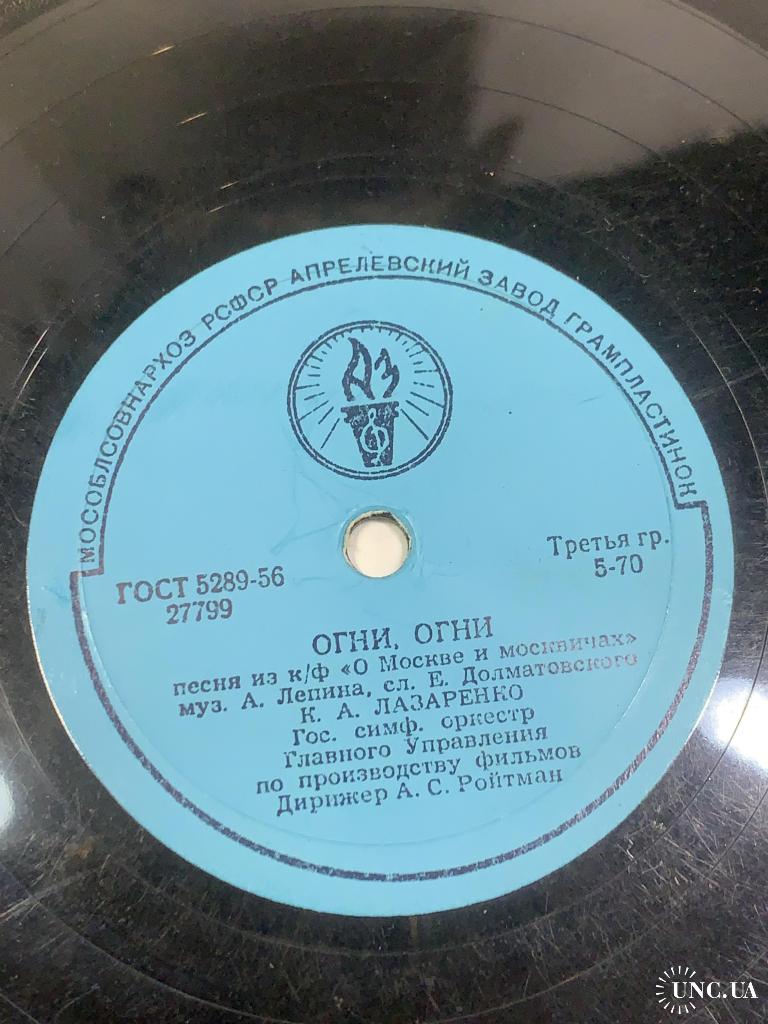 МОСОБЛСОВНАРХОЗ РСФСР АПРЕЛЕВСКИЙ ЗАВОД ГРАМПЛАСТИНОК
АЗ
ГОСТ 5289-56
27799
Третья гр.
5-70
ОГНИ, ОГНИ
песня из к/ф «О Москве и москвичах»
муз. А. Лепина, сл. Е. Долматовского
К. А. ЛАЗАРЕНКО
Гос. симф. оркестр
Главного Управления
по производству фильмов
Дирижер А. С. Ройтман
UNC.UA